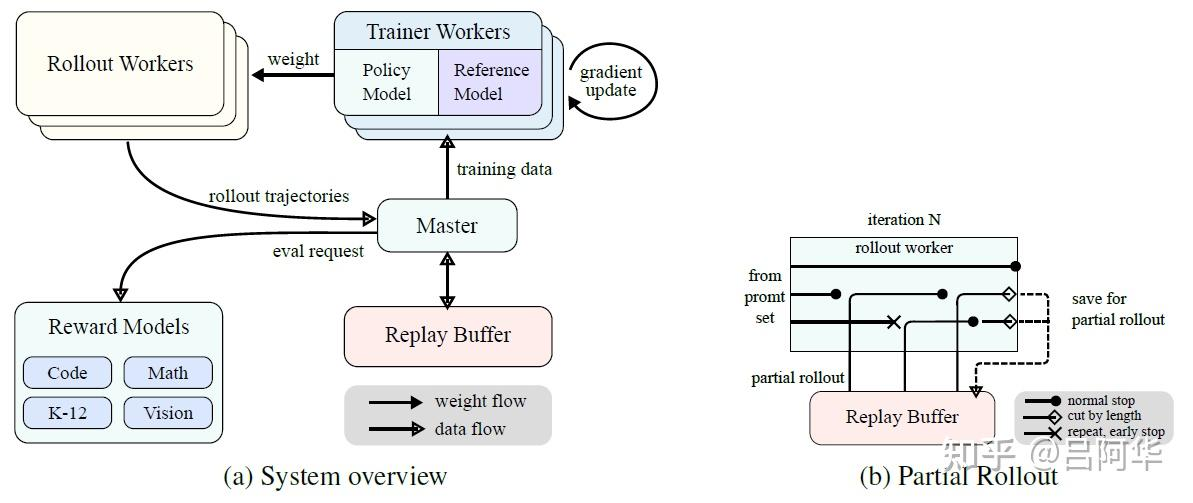 Rollout Workers
weight
Trainer Workers
Policy
Model
Reference
Model
gradient
update
rollout trajectories
training data
Master
eval request
Reward Models
Code
Math
K-12
Vision
Replay Buffer
weight flow
data flow
(a) System overview
iteration N
rollout worker
from
promt
set
save for
partial rollout
partial rollout
Replay Buffer
normal stop
cut by length
repeat, early stop
知乎 @吕阿华
(b) Partial Rollout